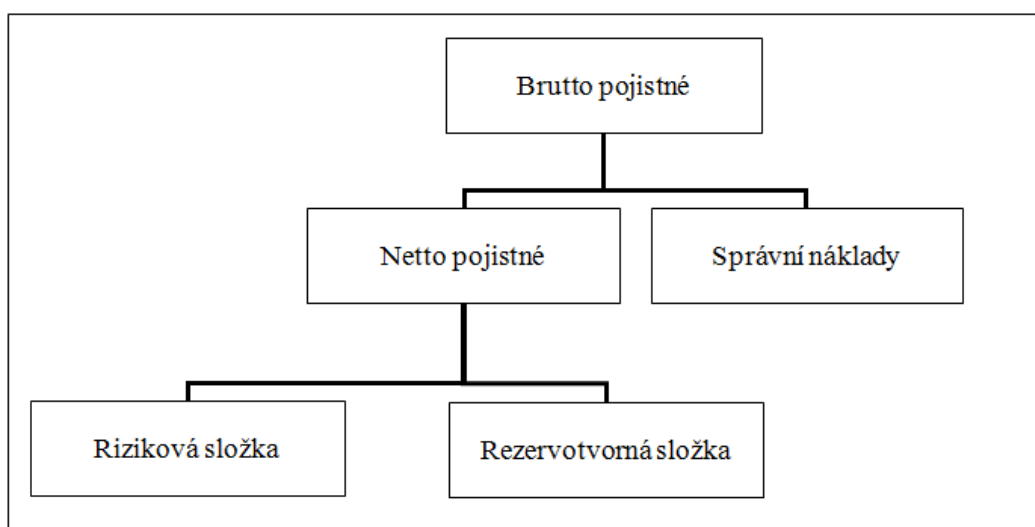 Brutto pojistné
Netto pojistné
Správní náklady
Riziková složka
Rezervotvorná složka